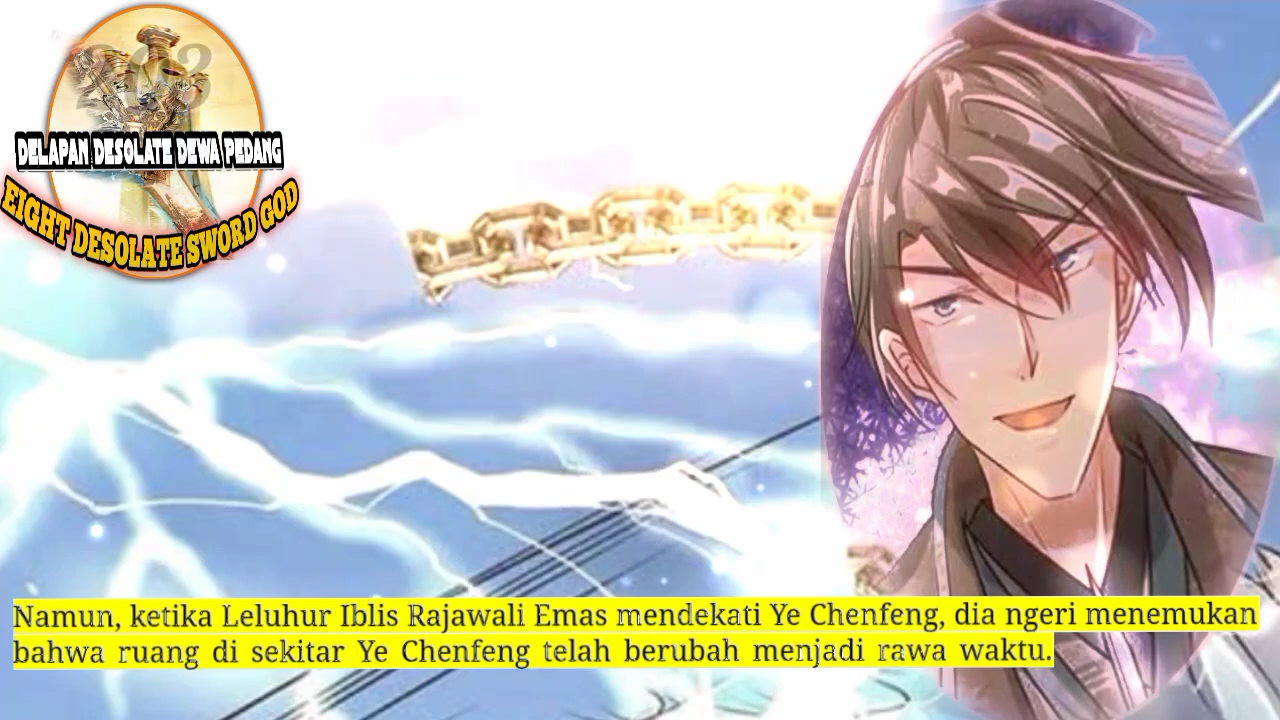 DELAPAN DESOLATE DEWA PEDANG
EIGHT DESOLATE SWORD GOD
Namun, ketika Leluhur Iblis Rajawali Emas mendekati Ye Chenfeng, dia ngeri menemukan
bahwa ruang di sekitar Ye Chenfeng telah berubah menjadi rawa waktu.